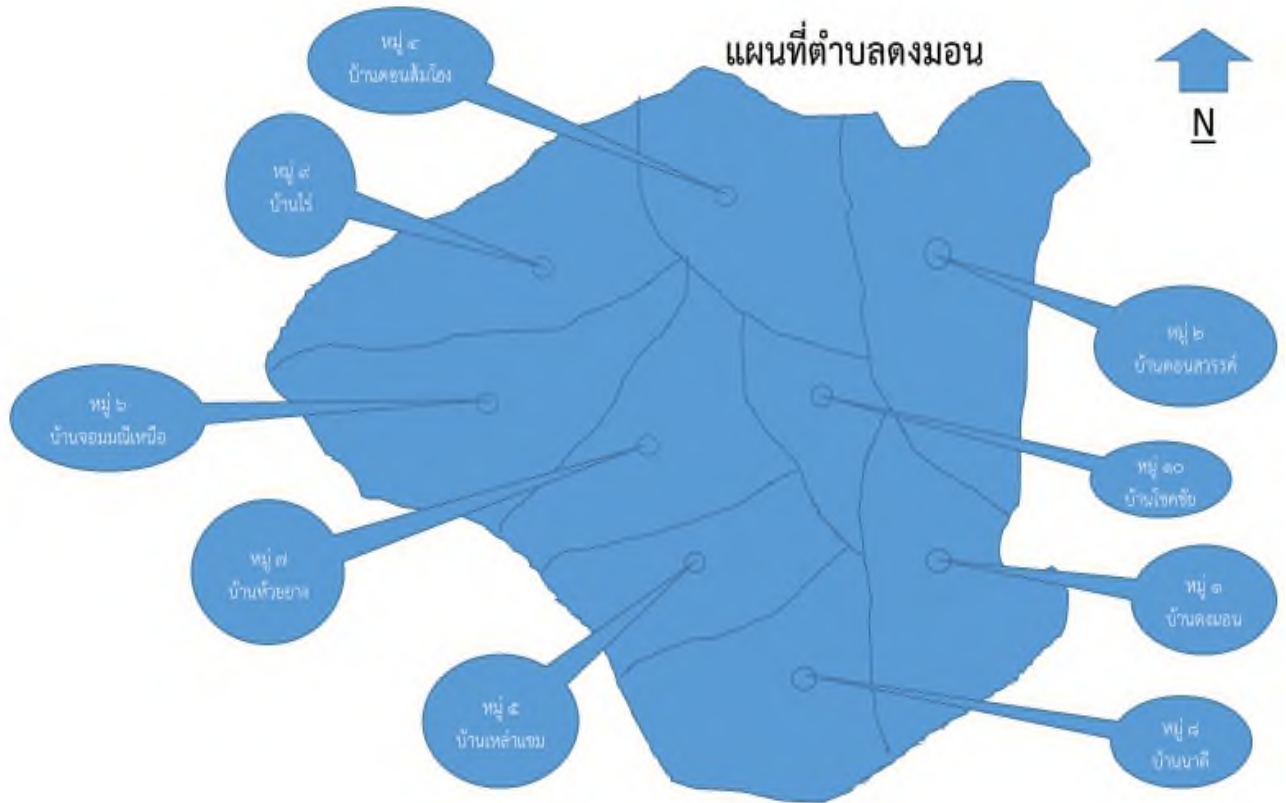 แผนที่ตำบลดงมอน
N
หมู่ ๔
บ้านดอนส้มโฮง
หมู่ ๙
บ้านไร่
หมู่ ๒
บ้านดอนสวรรค์
หมู่ ๖
บ้านจอมมณีเหนือ
หมู่ ๑๐
บ้านโชคชัย
หมู่ ๗
บ้านห้วยยาง
หมู่ ๑
บ้านดงมอน
หมู่ ๕
บ้านเหล่าแขม
หมู่ ๘
บ้านนาดี